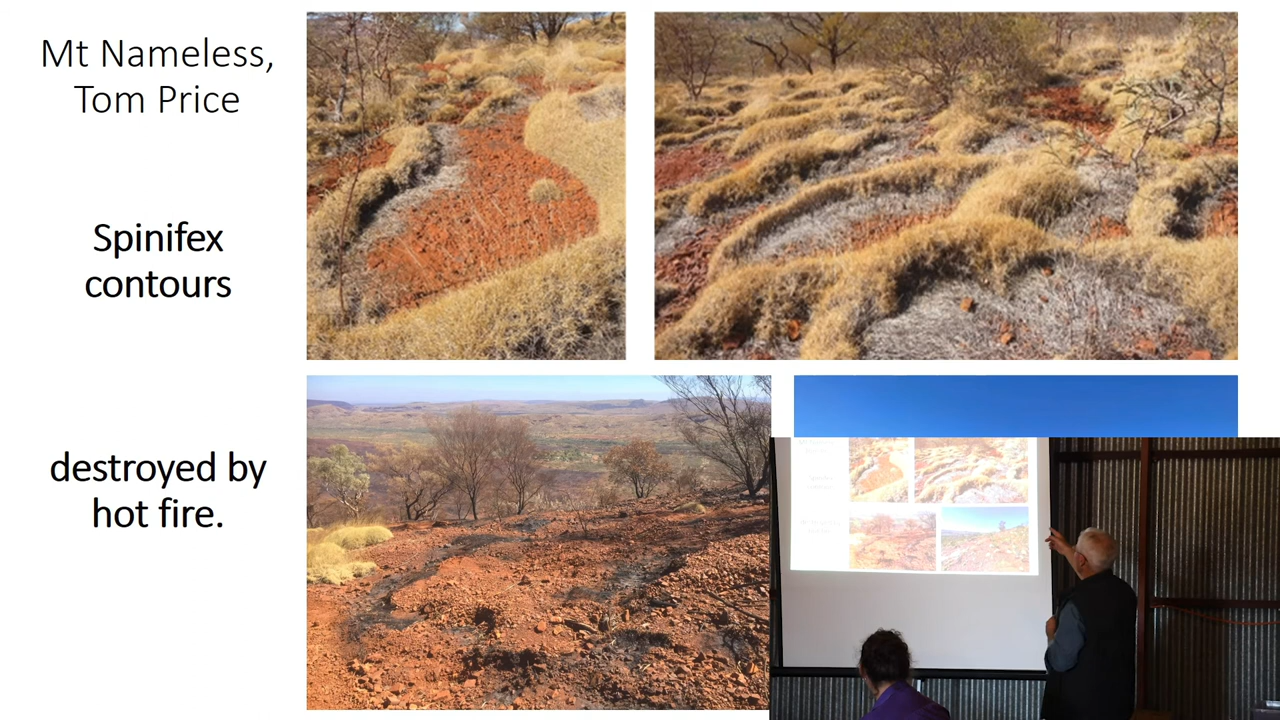 Mt Nameless,
Tom Price
Spinifex
contours
destroyed by
hot fire.